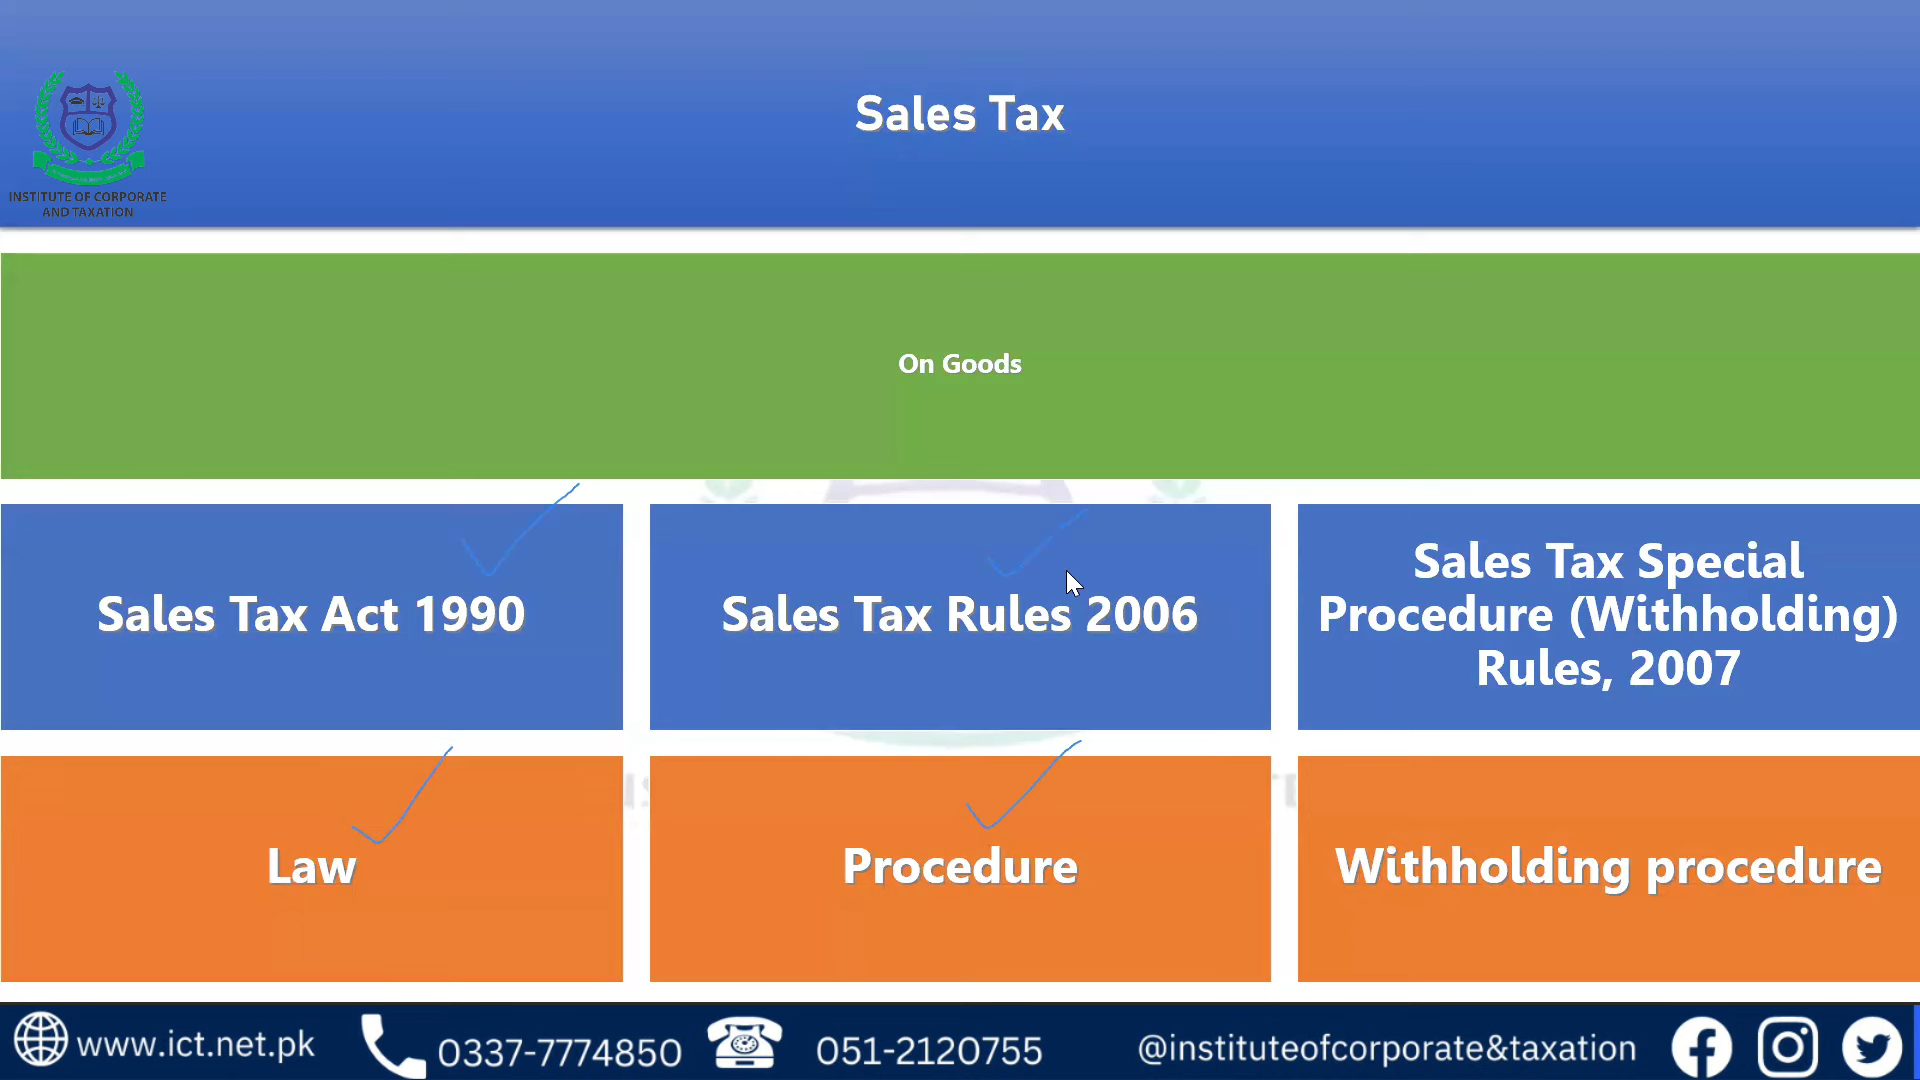 Sales Tax
INSTITUTE OF CORPORATE
AND TAXATION
On Goods
Sales Tax Act 1990
Sales Tax Rules 2006
Sales Tax Special
Procedure (Withholding)
Rules, 2007
Law
Procedure
Withholding procedure
www.ict.net.pk
0337-7774850
051-2120755
@instituteofcorporate&taxation